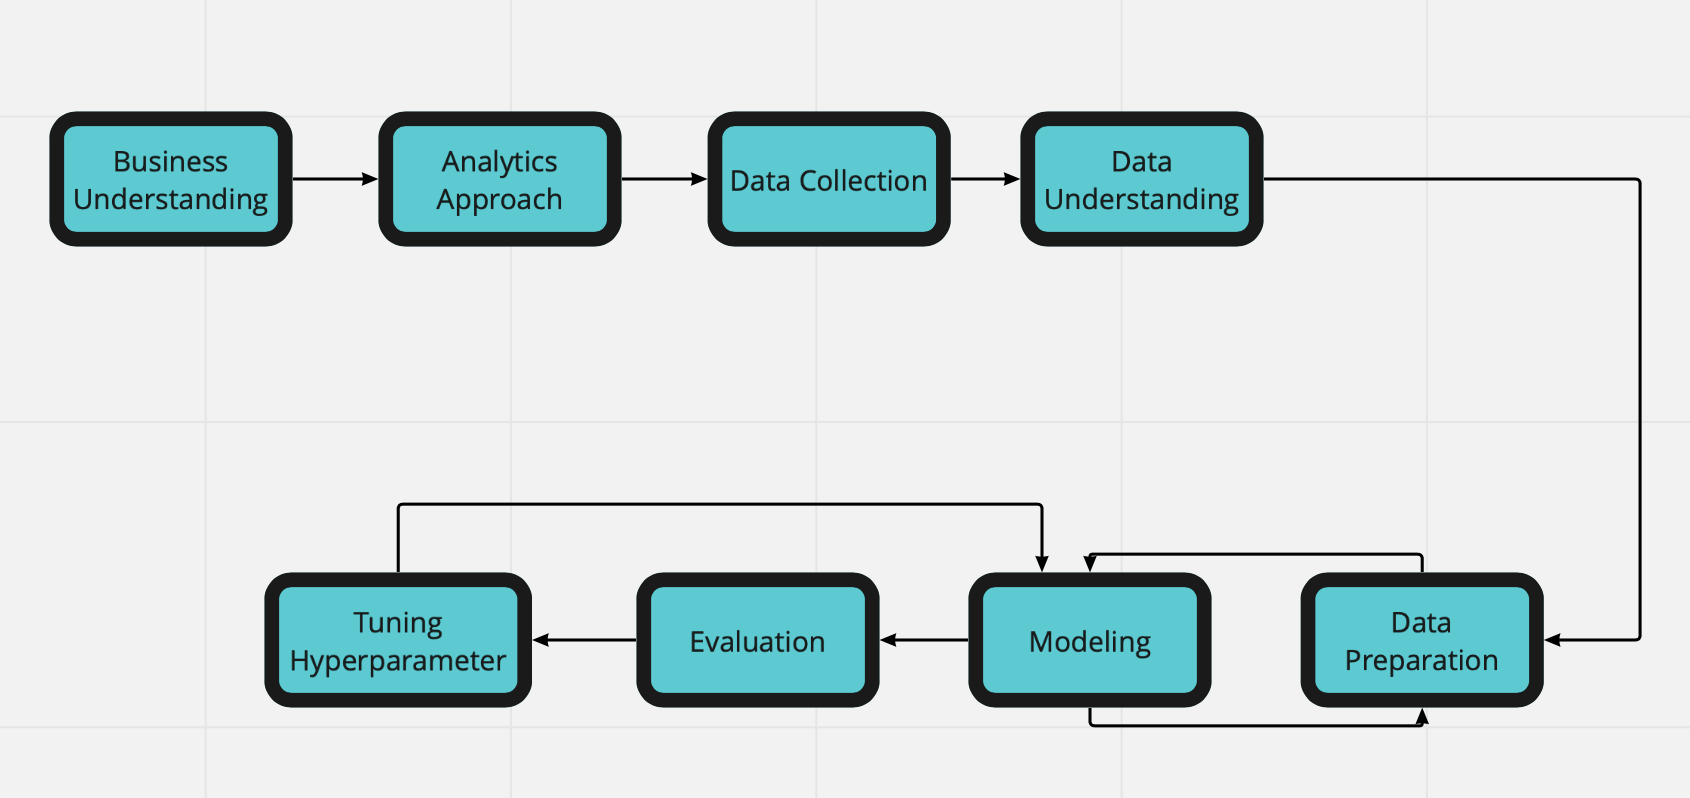 Business
Understanding
Analytics
Approach
Data Collection
Data
Understanding
Tuning
Hyperparameter
Evaluation
Modeling
Data
Preparation